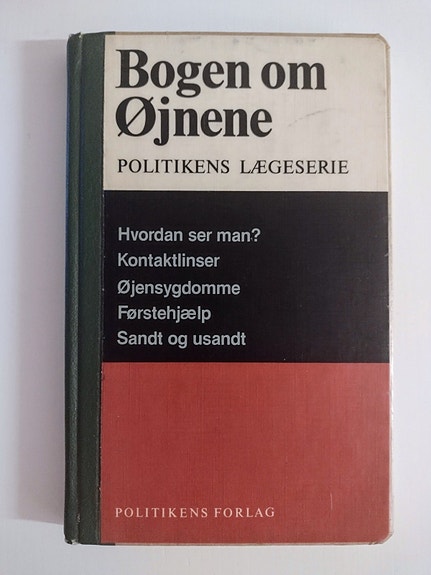 Bogen om
Øjnene
POLITIKENS LÆGESERIE
Hvordan ser man?
Kontaktlinser
Øjensygdomme
Førstehjælp
Sandt og usandt
POLITIKENS FORLAG